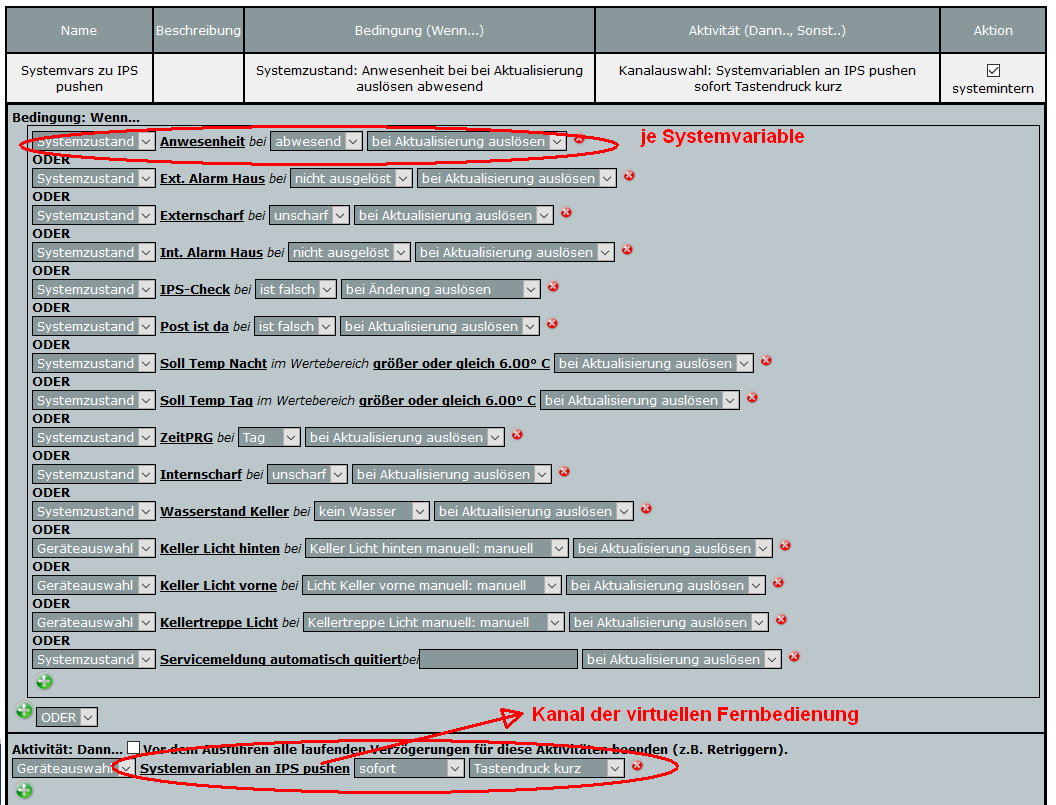 Name Beschreibung Bedingung (Wenn...) Aktivität (Dann.., Sonst..) Aktion
Systemvars zu IPS pushen
Systemzustand: Anwesenheit bei bei Aktualisierung auslösen abwesend
Kanalauswahl: Systemvariablen an IPS pushen sofort Tastendruck kurz
systemintern
Bedingung: Wenn...
Systemzustand Anwesenheit bei abwesend bei Aktualisierung auslösen je Systemvariable
ODER
Systemzustand Ext. Alarm Haus bei nicht ausgelöst bei Aktualisierung auslösen
ODER
Systemzustand Externscharf bei unscharf bei Aktualisierung auslösen
ODER
Systemzustand Int. Alarm Haus bei nicht ausgelöst bei Aktualisierung auslösen
ODER
Systemzustand IPS-Check bei ist falsch bei Änderung auslösen
ODER
Systemzustand Post ist da bei ist falsch bei Aktualisierung auslösen
ODER
Systemzustand Soll Temp Nacht im Wertebereich größer oder gleich 6.00° C bei Aktualisierung auslösen
ODER
Systemzustand Soll Temp Tag im Wertebereich größer oder gleich 6.00° C bei Aktualisierung auslösen
ODER
Systemzustand ZeitPRG bei Tag bei Aktualisierung auslösen
ODER
Systemzustand Internscharf bei unscharf bei Aktualisierung auslösen
ODER
Systemzustand Wasserstand Keller bei kein Wasser bei Aktualisierung auslösen
ODER
Geräteauswahl Keller Licht hinten bei Keller Licht hinten manuell: manuell bei Aktualisierung auslösen
ODER
Geräteauswahl Keller Licht vorne bei Licht Keller vorne manuell: manuell bei Aktualisierung auslösen
ODER
Geräteauswahl Kellertreppe Licht bei Kellertreppe Licht manuell: manuell bei Aktualisierung auslösen
ODER
Systemzustand Servicemeldung automatisch quitiert bei bei Aktualisierung auslösen
ODER
Kanal der virtuellen Fernbedienung
Aktivität: Dann... Vor dem Ausführen alle laufenden Verzögerungen für diese Aktivitäten beenden (z.B. Retriggern).
Geräteauswahl Systemvariablen an IPS pushen sofort Tastendruck kurz